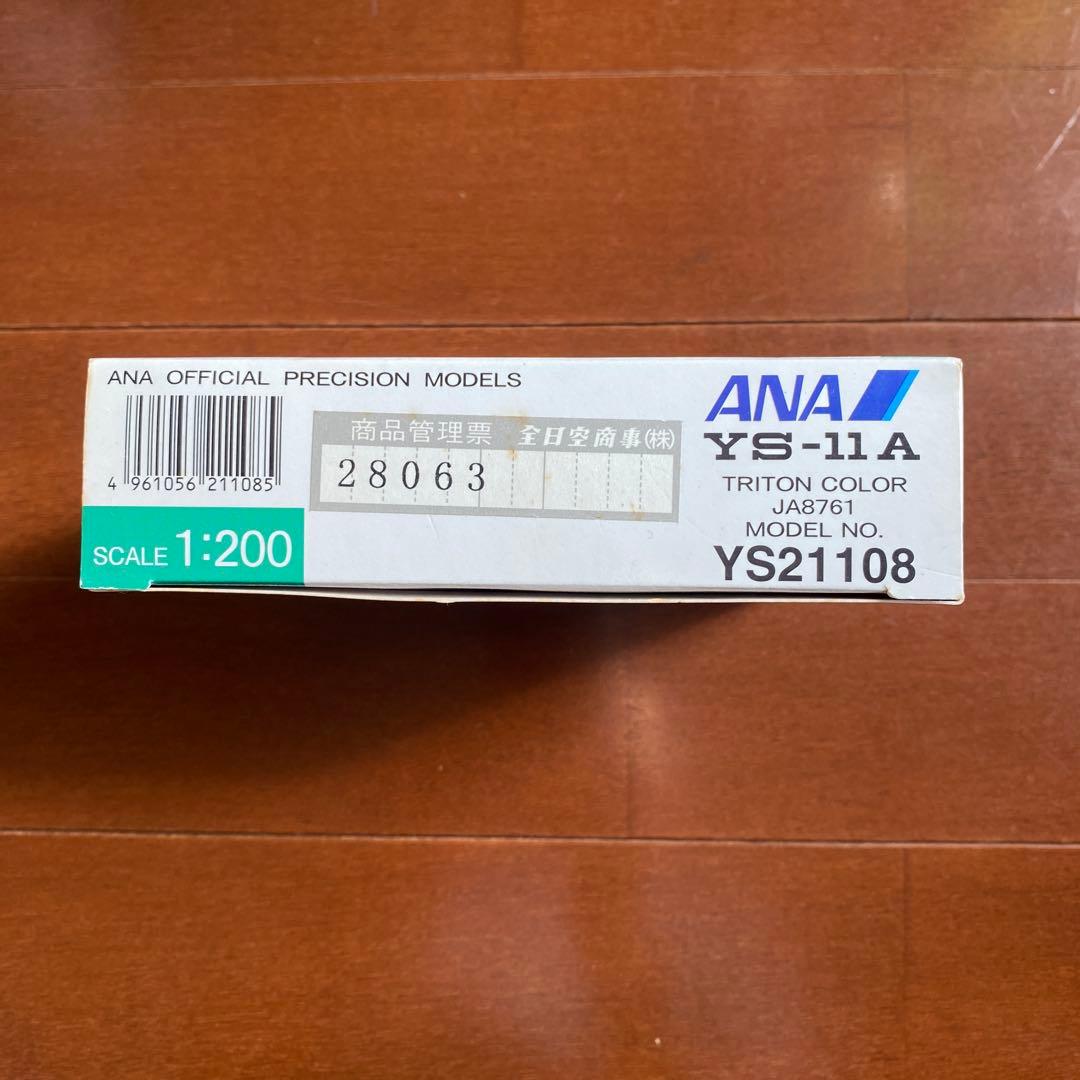 ANA OFFICIAL PRECISION MODELS
4 961056 211085
SCALE 1:200
商品管理票 全日空商事(株)
28063
ANA
YS-11A
TRITON COLOR
JA8761
MODEL NO.
YS21108